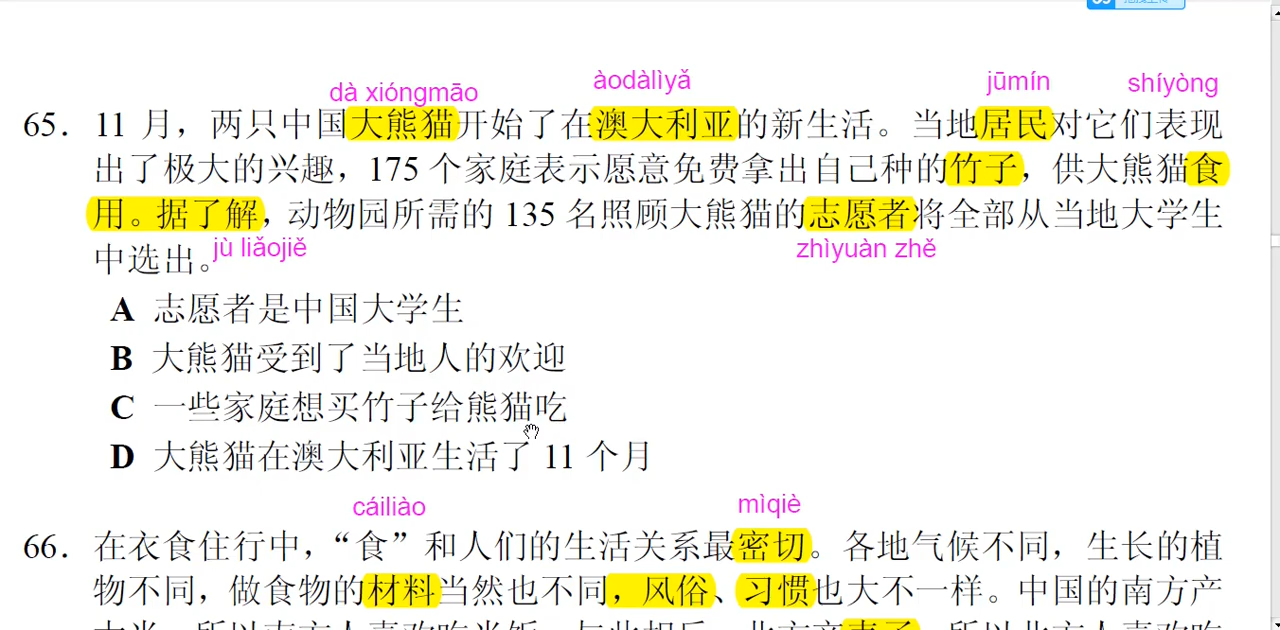 dà xióngmāo àodàlìyǎ jūmín shíyòng
65. 11 月，两只中国大熊猫开始了在澳大利亚的新生活。当地居民对它们表现
出了极大的兴趣，175 个家庭表示愿意免费拿出自己种的竹子，供大熊猫食
用。据了解，动物园所需的 135 名照顾大熊猫的志愿者将全部从当地大学生
中选出。
jù liǎojiě zhìyuàn zhě
A 志愿者是中国大学生
B 大熊猫受到了当地人的欢迎
C 一些家庭想买竹子给熊猫吃
D 大熊猫在澳大利亚生活了 11 个月
cáiliào mìqiè
66. 在衣食住行中，“食”和人们的生活关系最密切。各地气候不同，生长的植
物不同，做食物的材料当然也不同，风俗、习惯也大不一样。中国的南方产